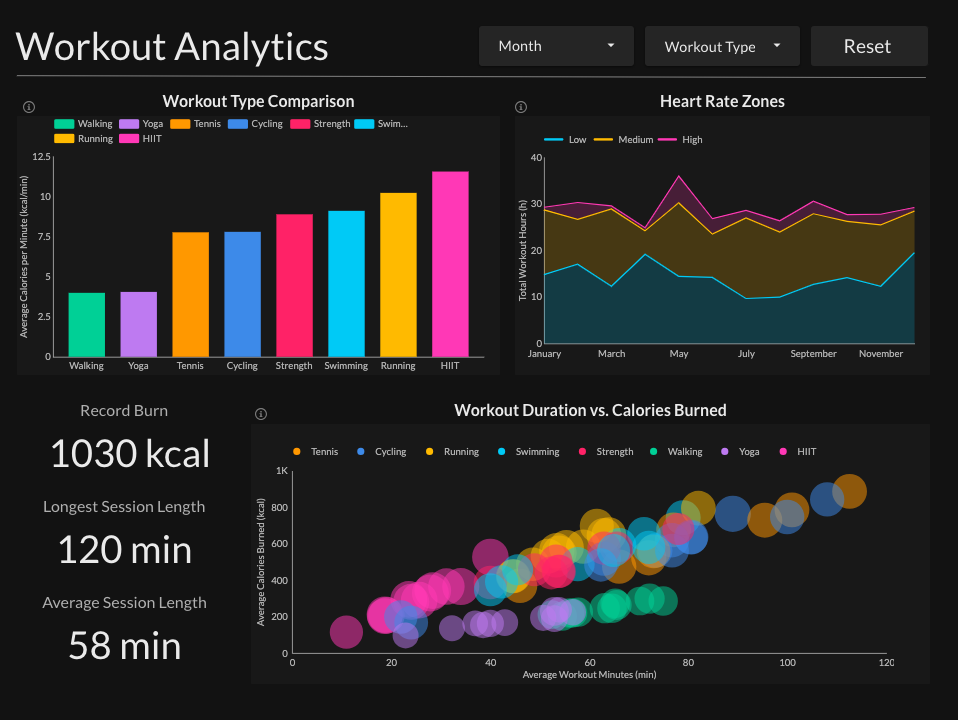 Workout Analytics
Month
Workout Type
Reset
Workout Type Comparison
Walking Yoga Tennis Cycling Strength Swim...
Running HIIT
Average Calories per Minute (kcal/min)
12.5
10
7.5
5
2.5
0
Walking Yoga Tennis Cycling Strength Swimming Running HIIT
Heart Rate Zones
Low Medium High
Total Workout Hours (h)
40
30
20
10
0
January March May July September November
Record Burn
1030 kcal
Longest Session Length
120 min
Average Session Length
58 min
Workout Duration vs. Calories Burned
Tennis Cycling Running Swimming Strength Walking Yoga HIIT
Average Calories Burned (kcal)
1K
800
600
400
200
0
0 20 40 60 80 100 120
Average Workout Minutes (min)